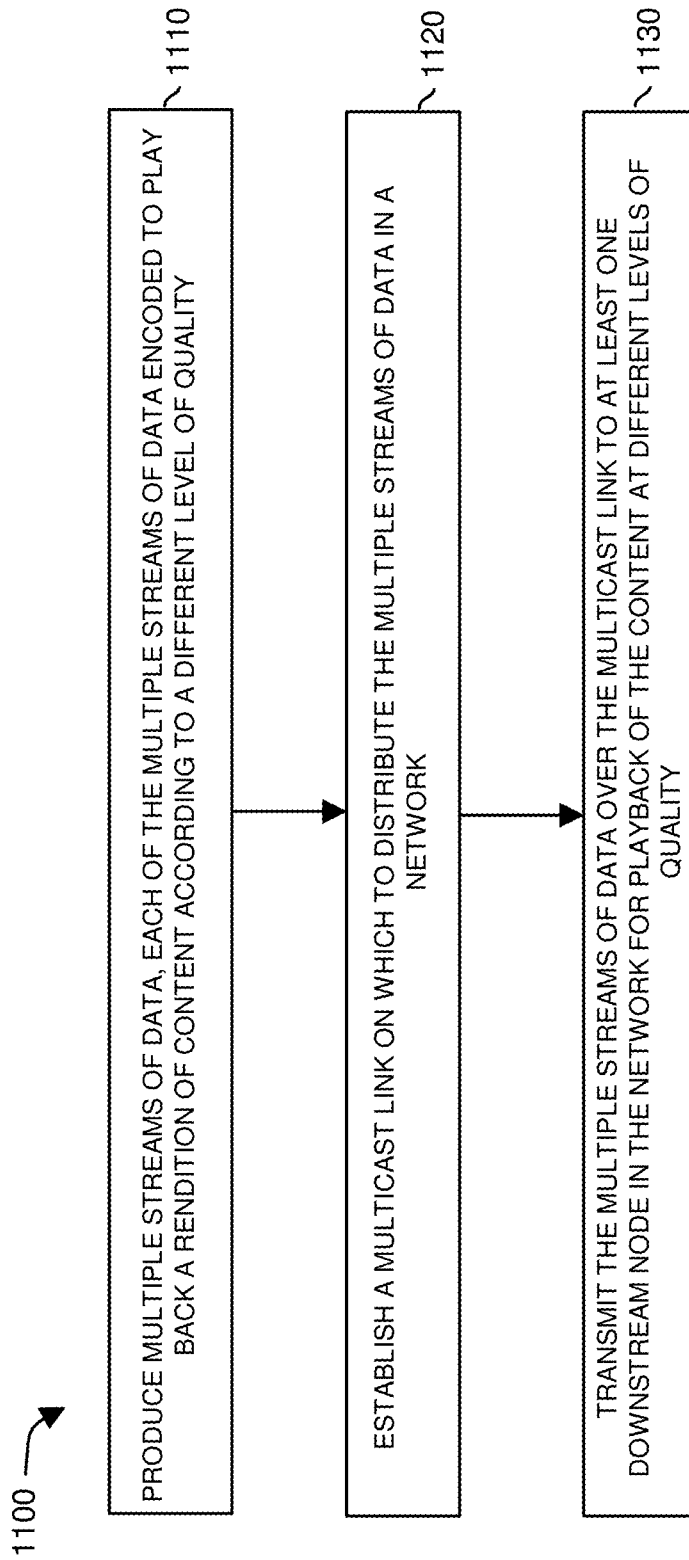 1100
PRODUCE MULTIPLE STREAMS OF DATA, EACH OF THE MULTIPLE STREAMS OF DATA ENCODED TO PLAY
BACK A RENDITION OF CONTENT ACCORDING TO A DIFFERENT LEVEL OF QUALITY
1110
ESTABLISH A MULTICAST LINK ON WHICH TO DISTRIBUTE THE MULTIPLE STREAMS OF DATA IN A
NETWORK
1120
TRANSMIT THE MULTIPLE STREAMS OF DATA OVER THE MULTICAST LINK TO AT LEAST ONE
DOWNSTREAM NODE IN THE NETWORK FOR PLAYBACK OF THE CONTENT AT DIFFERENT LEVELS OF
QUALITY
1130